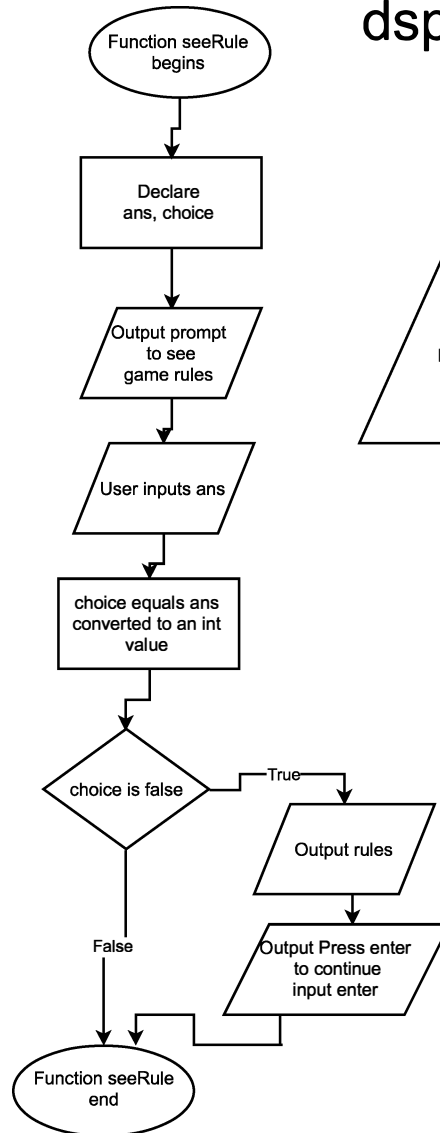 dsp
Function seeRule
begins
Declare
ans, choice
Output prompt
to see
game rules
User inputs ans
choice equals ans
converted to an int
value
choice is false
True
Output rules
False
Output Press enter
to continue
input enter
Function seeRule
end